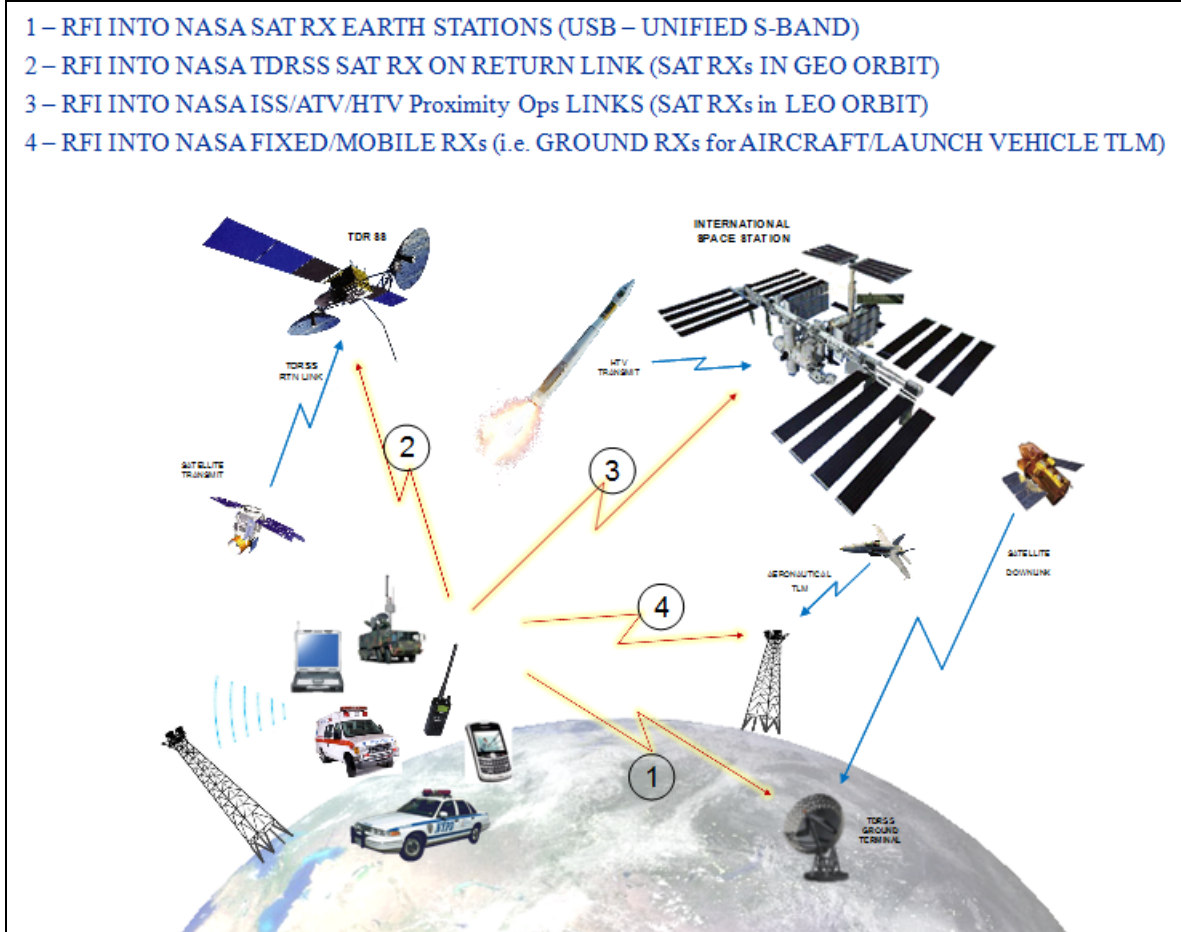 1 – RFI INTO NASA SAT RX EARTH STATIONS (USB – UNIFIED S-BAND)
2 – RFI INTO NASA TDRSS SAT RX ON RETURN LINK (SAT RXs IN GEO ORBIT)
3 – RFI INTO NASA ISS/ATV/HTV Proximity Ops LINKS (SAT RXs in LEO ORBIT)
4 – RFI INTO NASA FIXED/MOBILE RXs (i.e. GROUND RXs for AIRCRAFT/LAUNCH VEHICLE TLM)
TDRSS
INTERNATIONAL
SPACE STATION
TDRSS
RTN LINK
HTV
TRANSMIT
2
3
SATELLITE
TRANSMIT
SATELLITE
DOWNLINK
AERONAUTICAL
TLM
4
1
TDRSS
GROUND
TERMINAL
NYPD